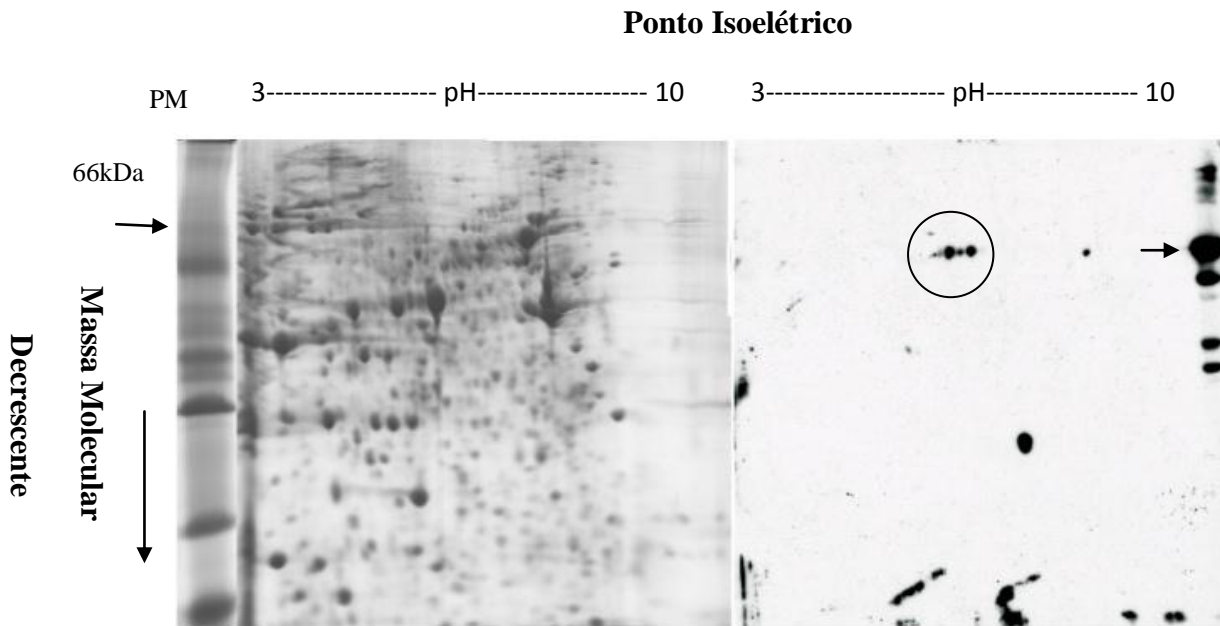 Ponto Isoelétrico
PM
3----------------- pH------------------ 10
3------------------ pH--------------- 10
66kDa
Massa Molecular
Decrescente